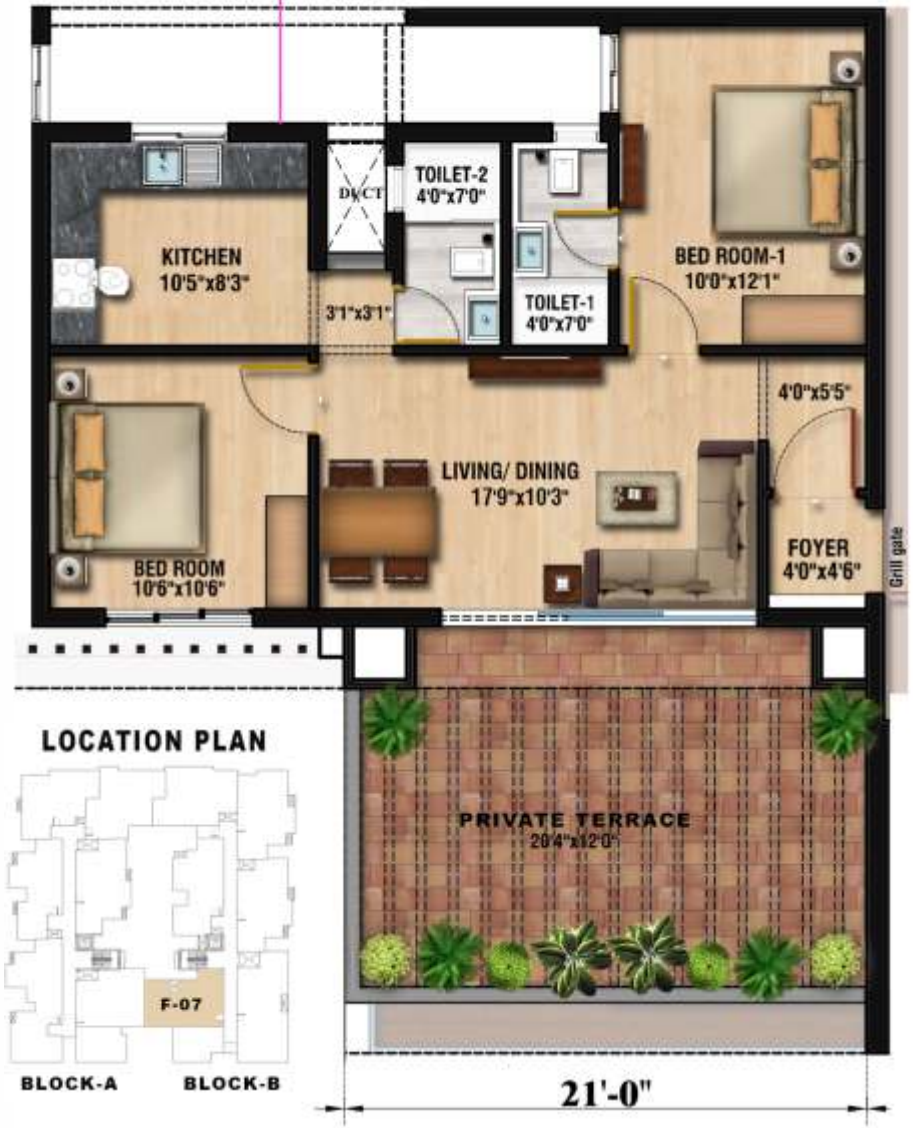 DUCT
TOILET-2
4'0"x7'0"
KITCHEN
10'5"x8'3"
3'1"x3'1"
TOILET-1
4'0"x7'0"
BED ROOM-1
10'0"x12'1"
4'0"x5'5"
LIVING/ DINING
17'9"x10'3"
BED ROOM
10'6"x10'6"
FOYER
4'0"x4'6"
Grill gate
LOCATION PLAN
F-07
BLOCK-A
BLOCK-B
PRIVATE TERRACE
20'4"x12'0"
21'-0"